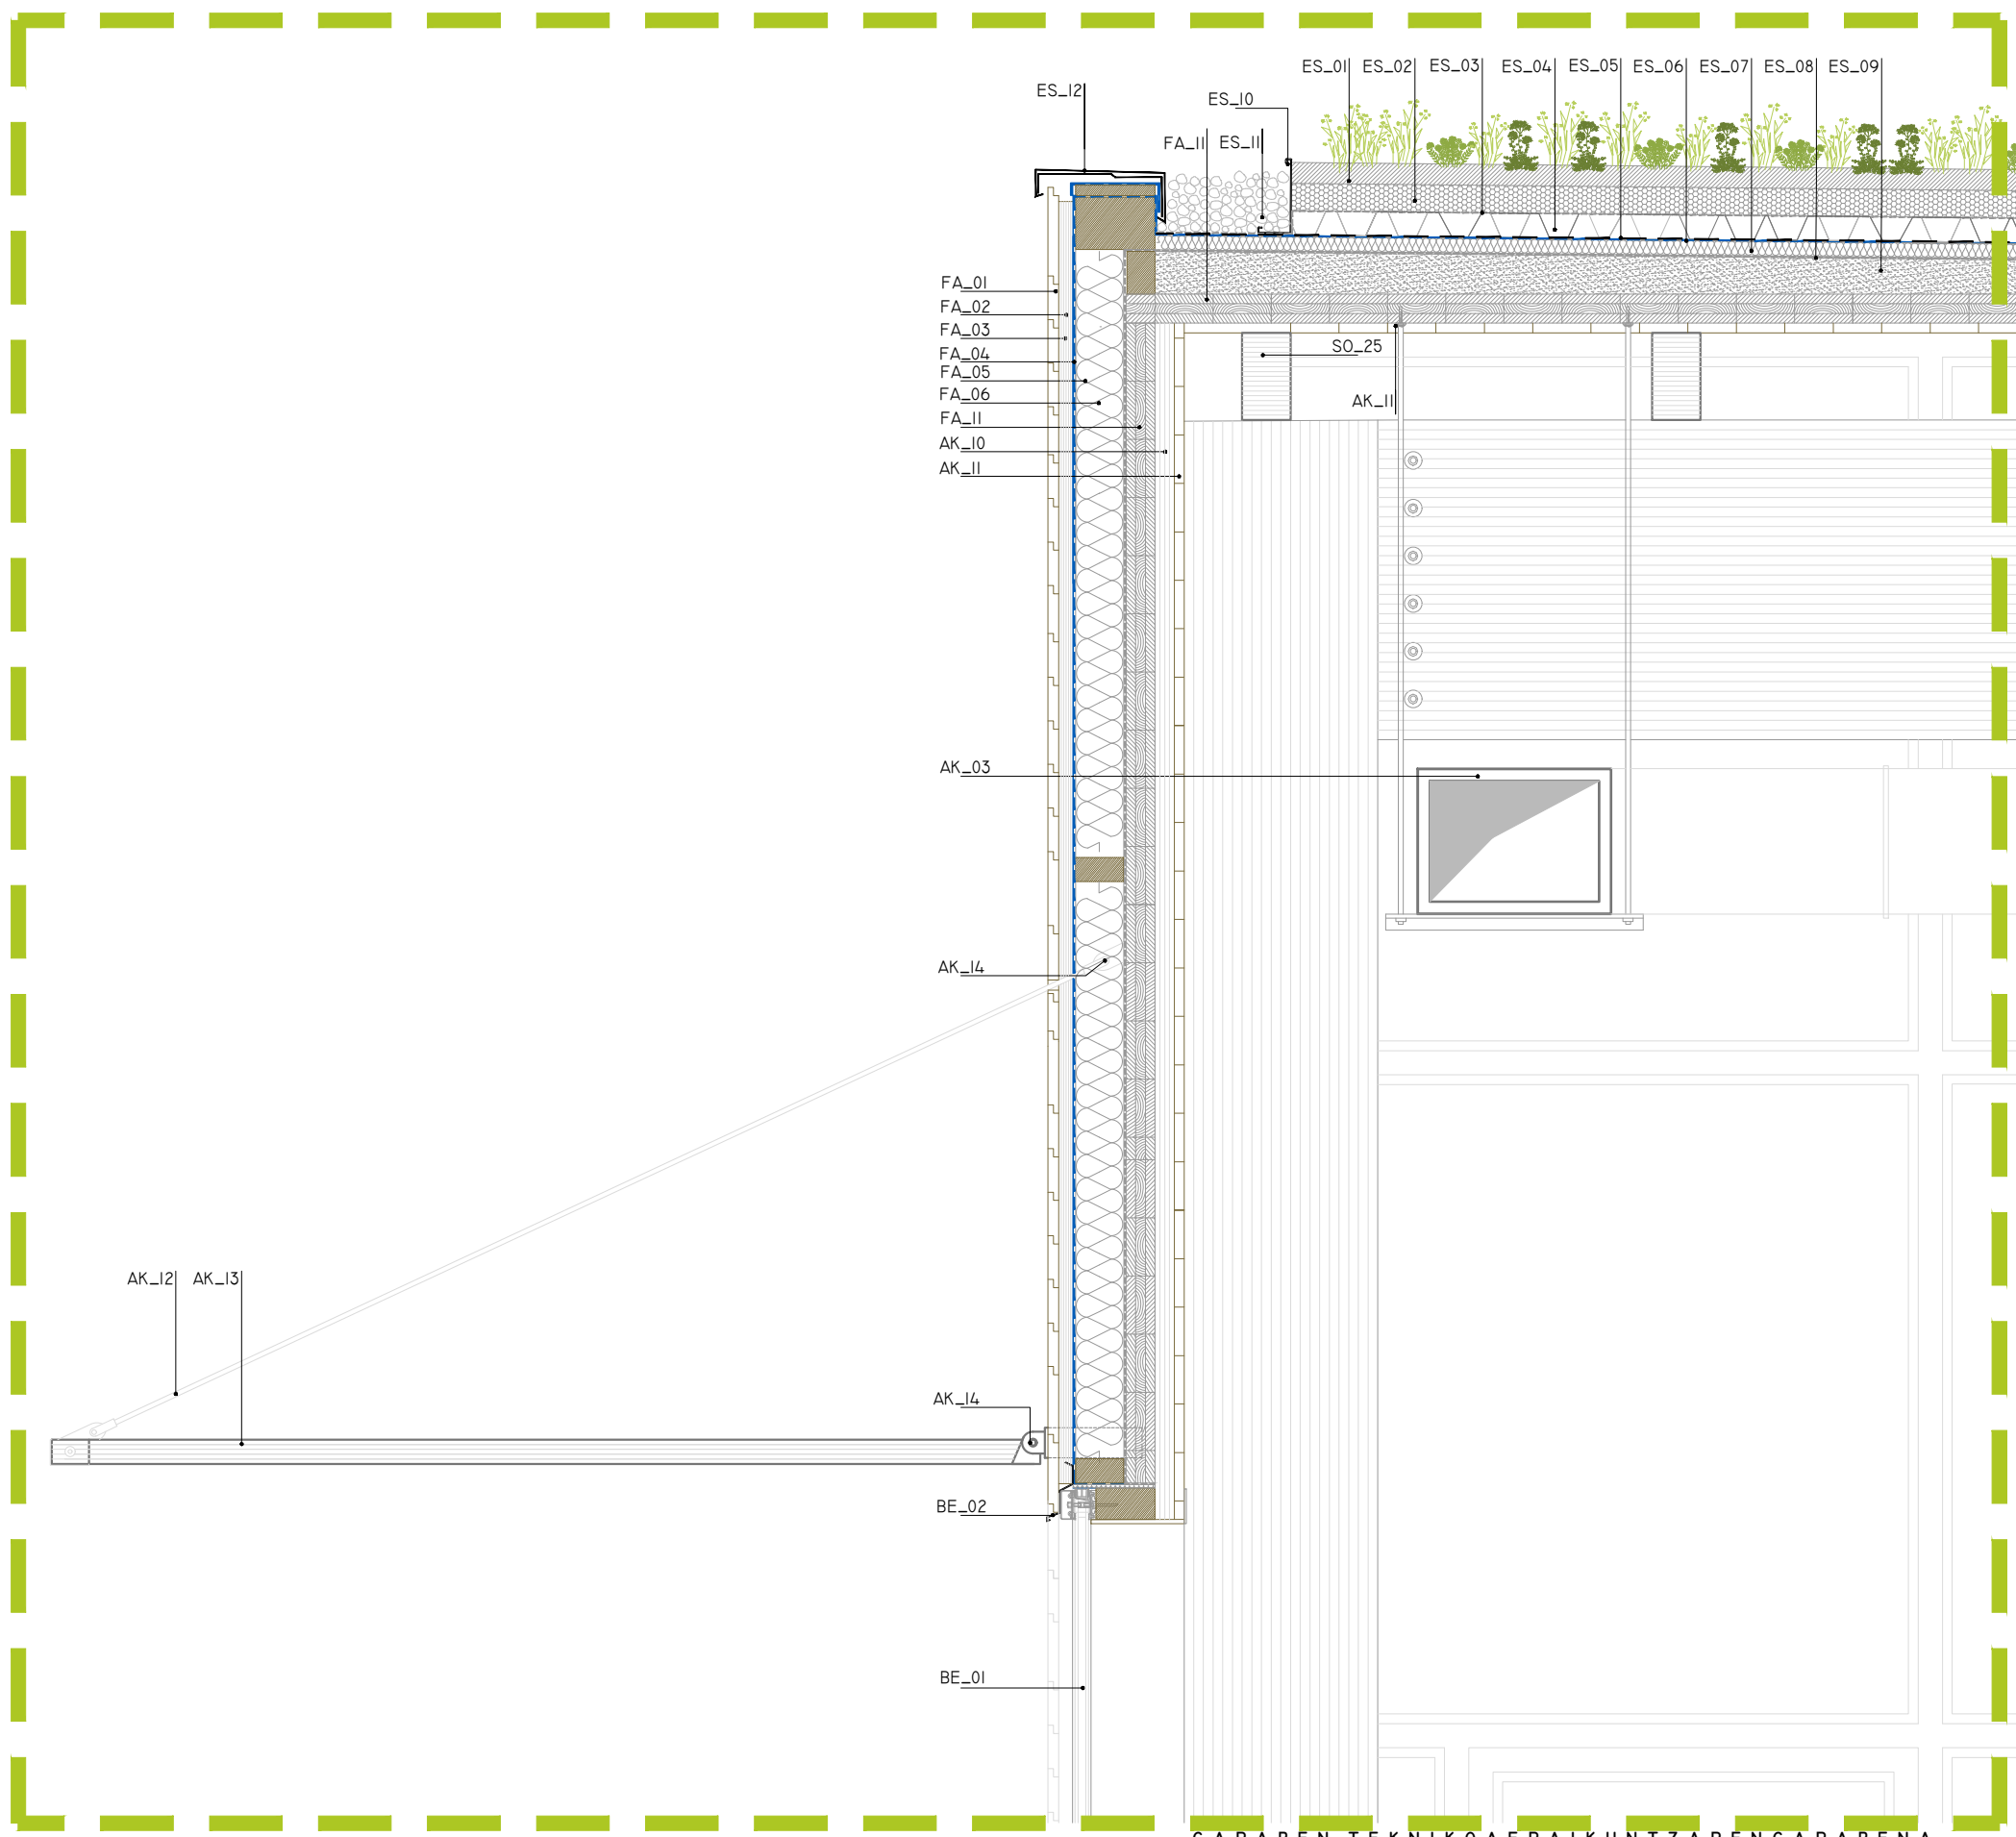 ES_01 ES_02 ES_03 ES_04 ES_05 ES_06 ES_07 ES_08 ES_09
ES_12
ES_10
FA_11 ES_11
FA_01
FA_02
FA_03
SO_25
FA_04
FA_05
FA_06
AK_11
FA_11
AK_10
AK_11
AK_03
AK_14
AK_12 AK_13
AK_14
BE_02
BE_01